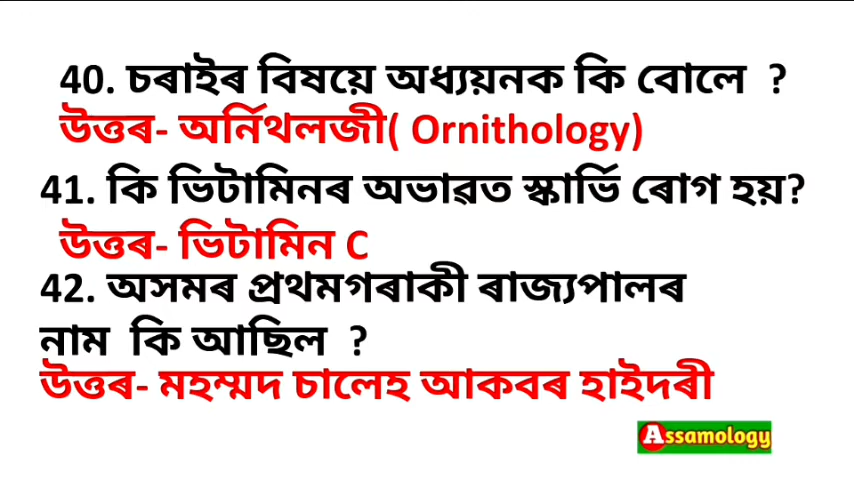 40. চৰাইৰ বিষয়ে অধ্যয়নক কি বোলে ?
উত্তৰ- অৰ্নিথলজী( Ornithology)
41. কি ভিটামিনৰ অভাৱত স্কাৰ্ভি ৰোগ হয়?
উত্তৰ- ভিটামিন C
42. অসমৰ প্ৰথমগৰাকী ৰাজ্যপালৰ
নাম কি আছিল ?
উত্তৰ- মহম্মদ চালেহ আকবৰ হাইদৰী
Assamology